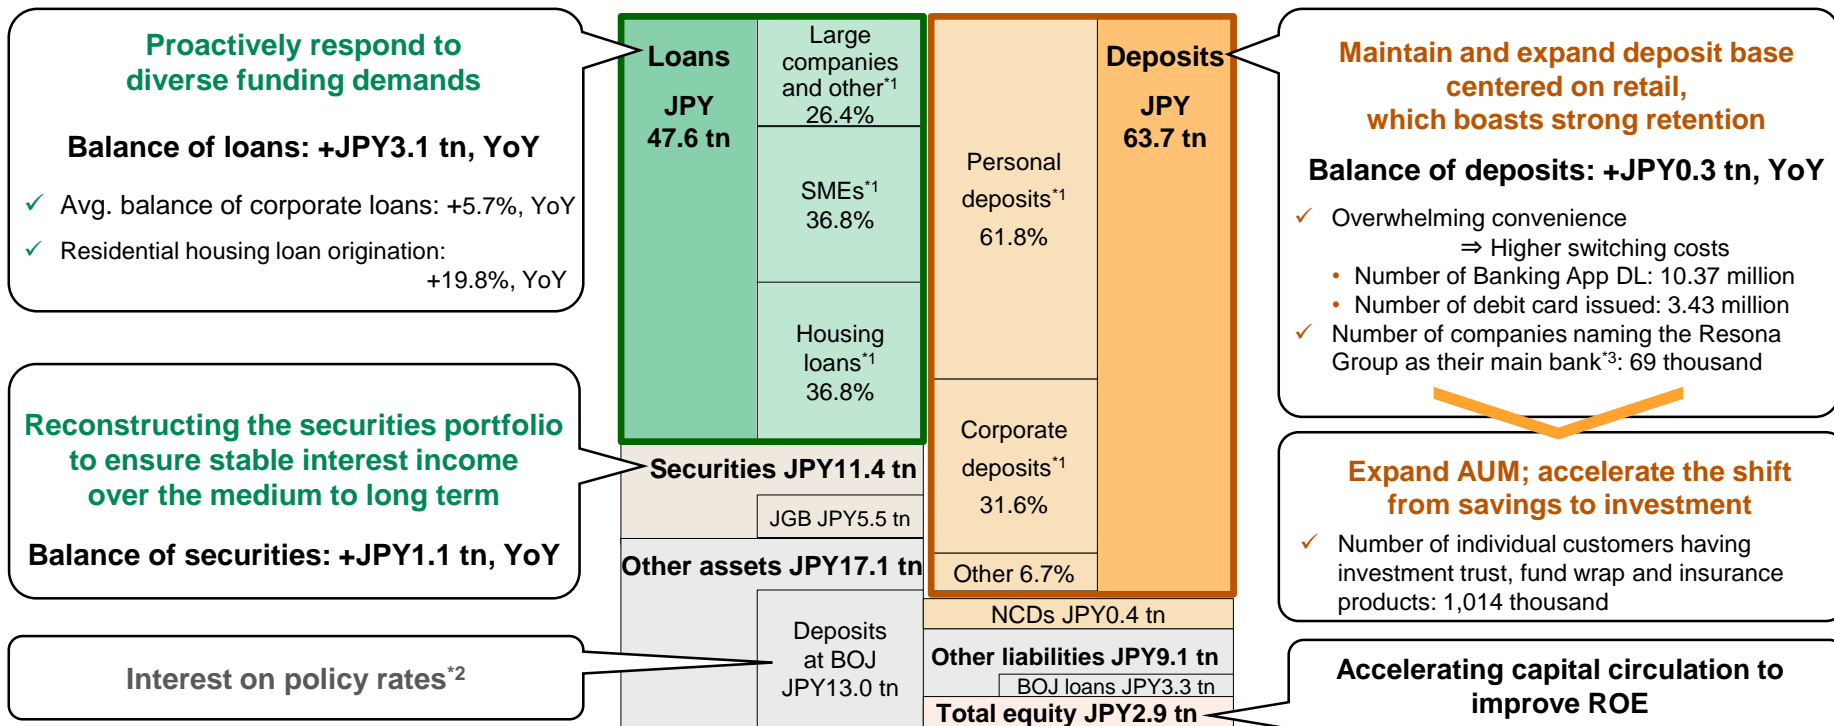 Proactively respond to
diverse funding demands
Balance of loans: +JPY3.1 tn, YoY
✓ Avg. balance of corporate loans: +5.7%, YoY
✓ Residential housing loan origination:
+19.8%, YoY
Reconstructing the securities portfolio
to ensure stable interest income
over the medium to long term
Balance of securities: +JPY1.1 tn, YoY
Interest on policy rates*2
Loans
JPY
47.6 tn
Large
companies
and other*1
26.4%
SMEs*1
36.8%
Housing
loans*1
36.8%
Securities JPY11.4 tn
JGB JPY5.5 tn
Other assets JPY17.1 tn
Deposits
at BOJ
JPY13.0 tn
Personal
deposits*1
61.8%
Corporate
deposits*1
31.6%
Other 6.7%
Deposits
JPY
63.7 tn
NCDs JPY0.4 tn
Other liabilities JPY9.1 tn
BOJ loans JPY3.3 tn
Total equity JPY2.9 tn
Maintain and expand deposit base
centered on retail,
which boasts strong retention
Balance of deposits: +JPY0.3 tn, YoY
✓ Overwhelming convenience
⇒ Higher switching costs
• Number of Banking App DL: 10.37 million
• Number of debit card issued: 3.43 million
✓ Number of companies naming the Resona
Group as their main bank*3: 69 thousand
Expand AUM; accelerate the shift
from savings to investment
✓ Number of individual customers having
investment trust, fund wrap and insurance
products: 1,014 thousand
Accelerating capital circulation to
improve ROE